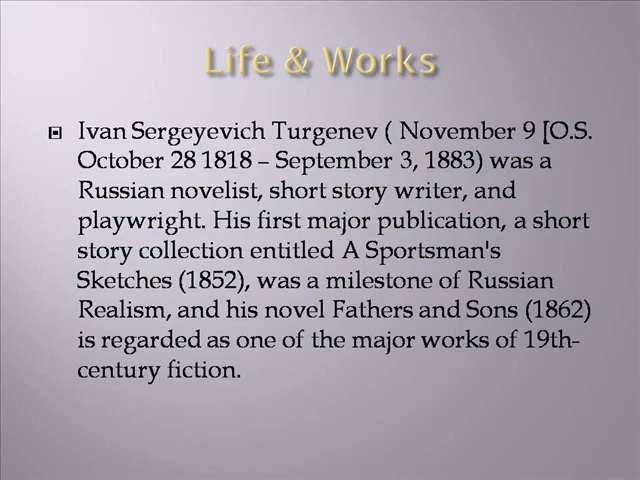 Life & Works
Ivan Sergeyevich Turgenev ( November 9 [O.S.
October 28 1818 – September 3, 1883) was a
Russian novelist, short story writer, and
playwright. His first major publication, a short
story collection entitled A Sportsman's
Sketches (1852), was a milestone of Russian
Realism, and his novel Fathers and Sons (1862)
is regarded as one of the major works of 19th-
century fiction.